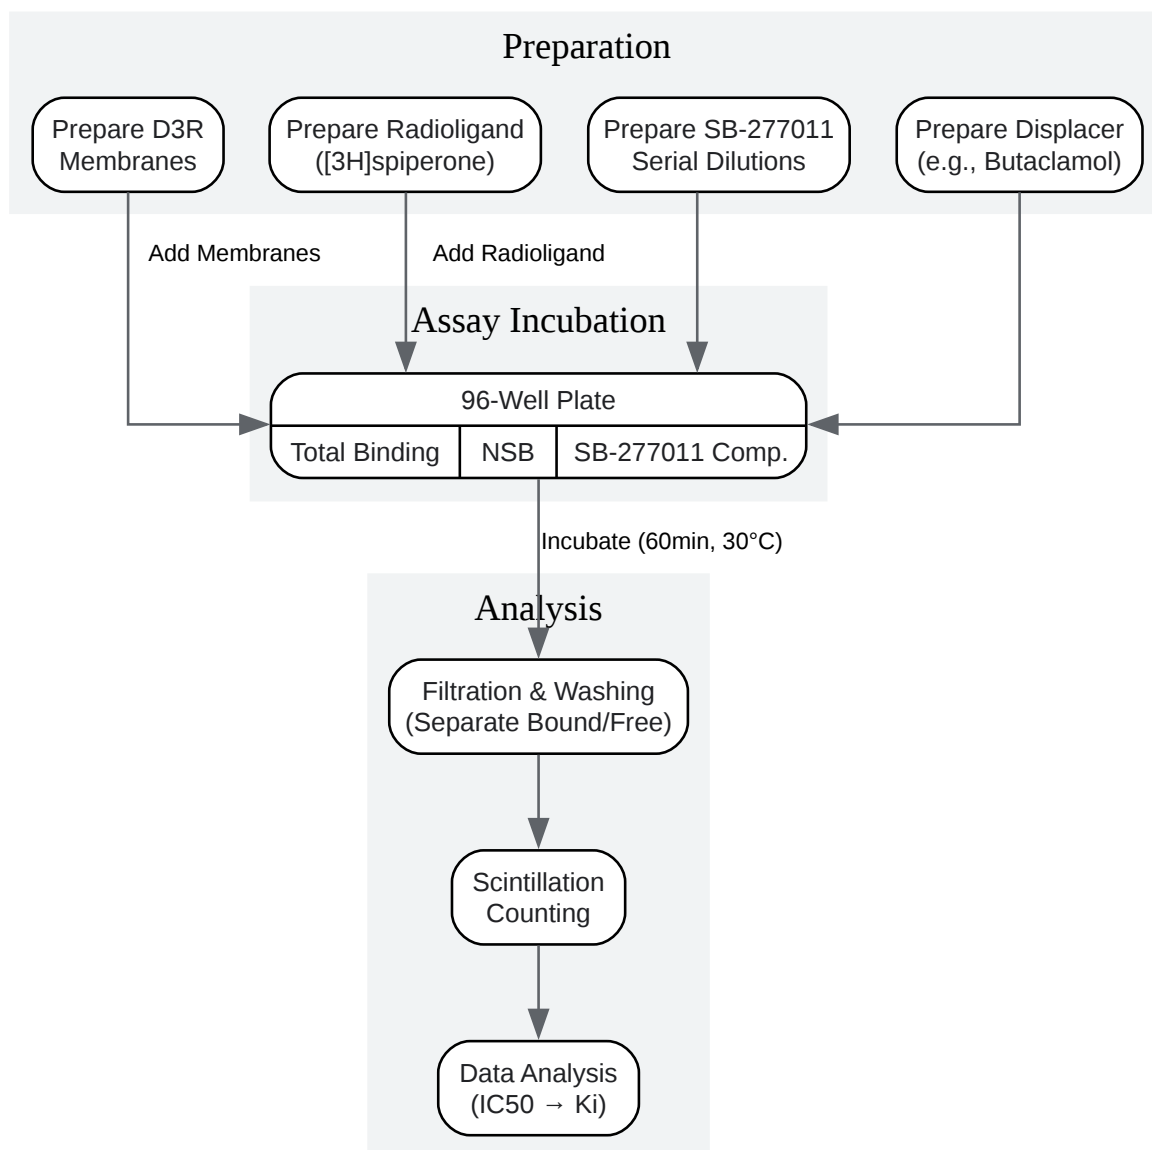 Preparation
Prepare D3R
Membranes
Prepare Radioligand
([3H]spiperone)
Prepare SB-277011
Serial Dilutions
Prepare Displacer
(e.g., Butaclamol)
Add Membranes
Add Radioligand
Assay Incubation
96-Well Plate
Total Binding
NSB
SB-277011 Comp.
Incubate (60min, 30°C)
Analysis
Filtration & Washing
(Separate Bound/Free)
Scintillation
Counting
Data Analysis
(IC50 → Ki)